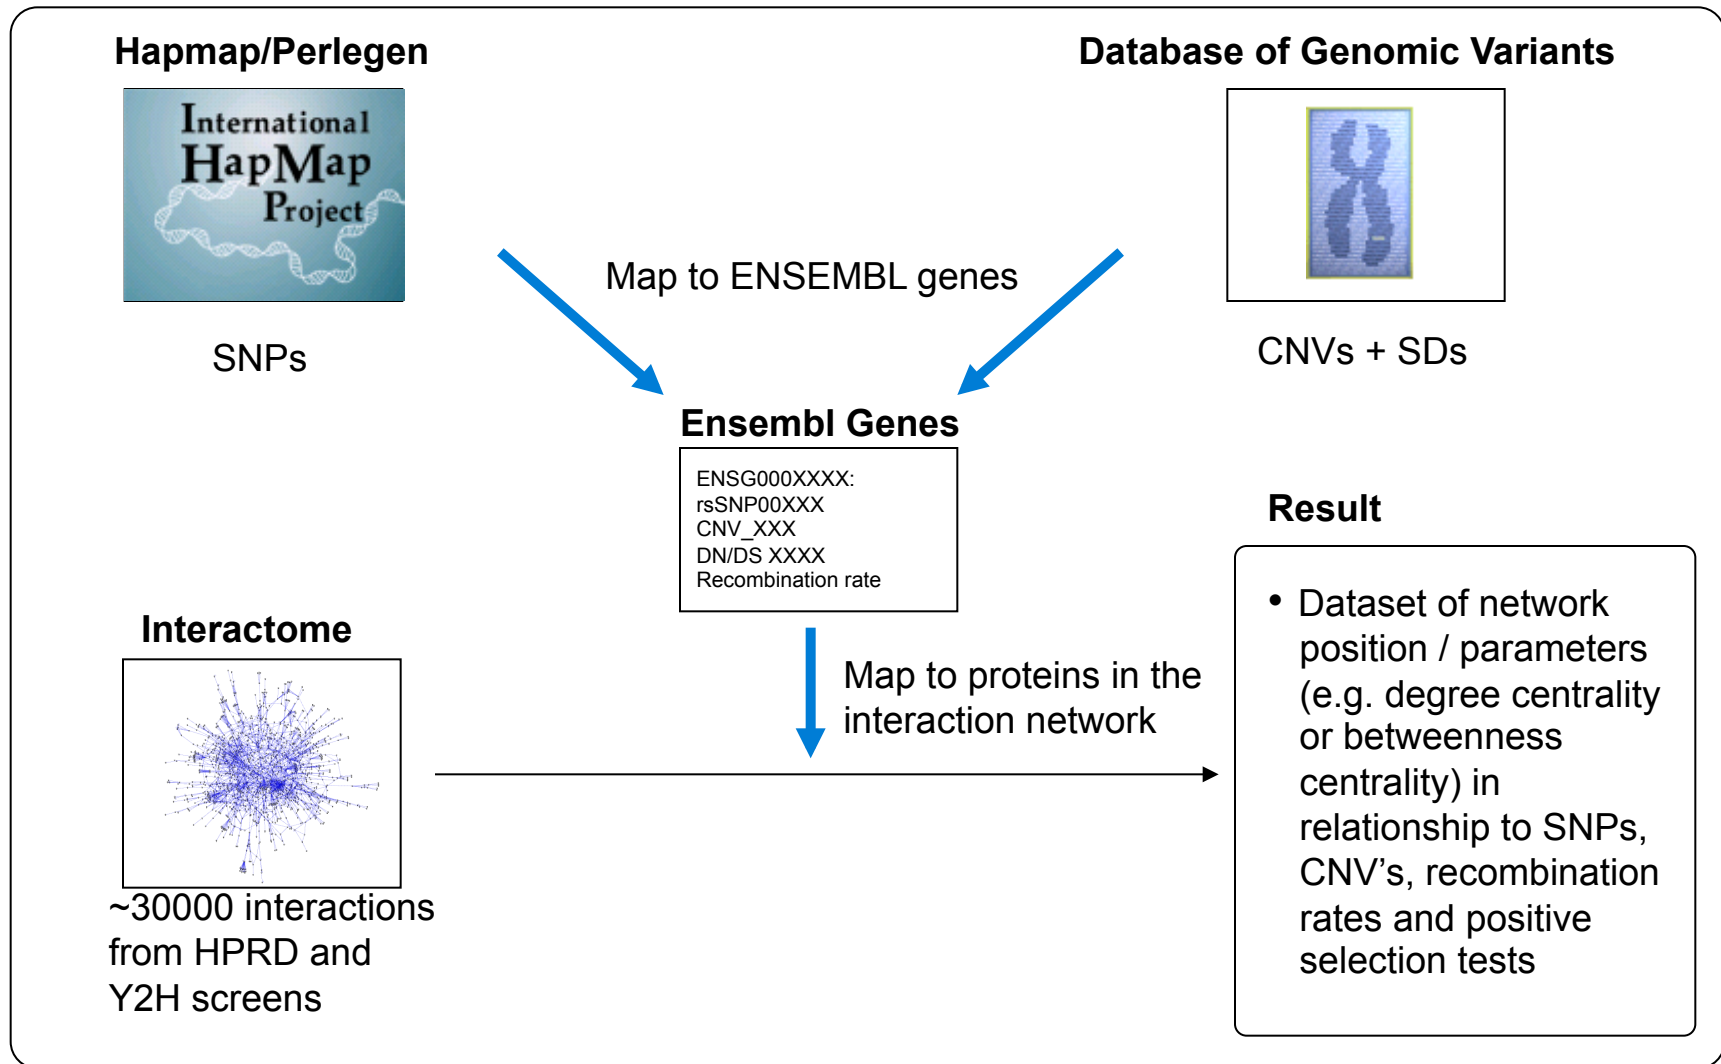 Hapmap/Perlegen
International
HapMap
Project
SNPs
Database of Genomic Variants
CNVs + SDs
Map to ENSEMBL genes
Ensembl Genes
ENSG000XXXX:
rsSNP00XXX
CNV_XXX
DN/DS XXXX
Recombination rate
Map to proteins in the
interaction network
Interactome
~30000 interactions
from HPRD and
Y2H screens
Result
• Dataset of network
position / parameters
(e.g. degree centrality
or betweenness
centrality) in
relationship to SNPs,
CNV’s, recombination
rates and positive
selection tests